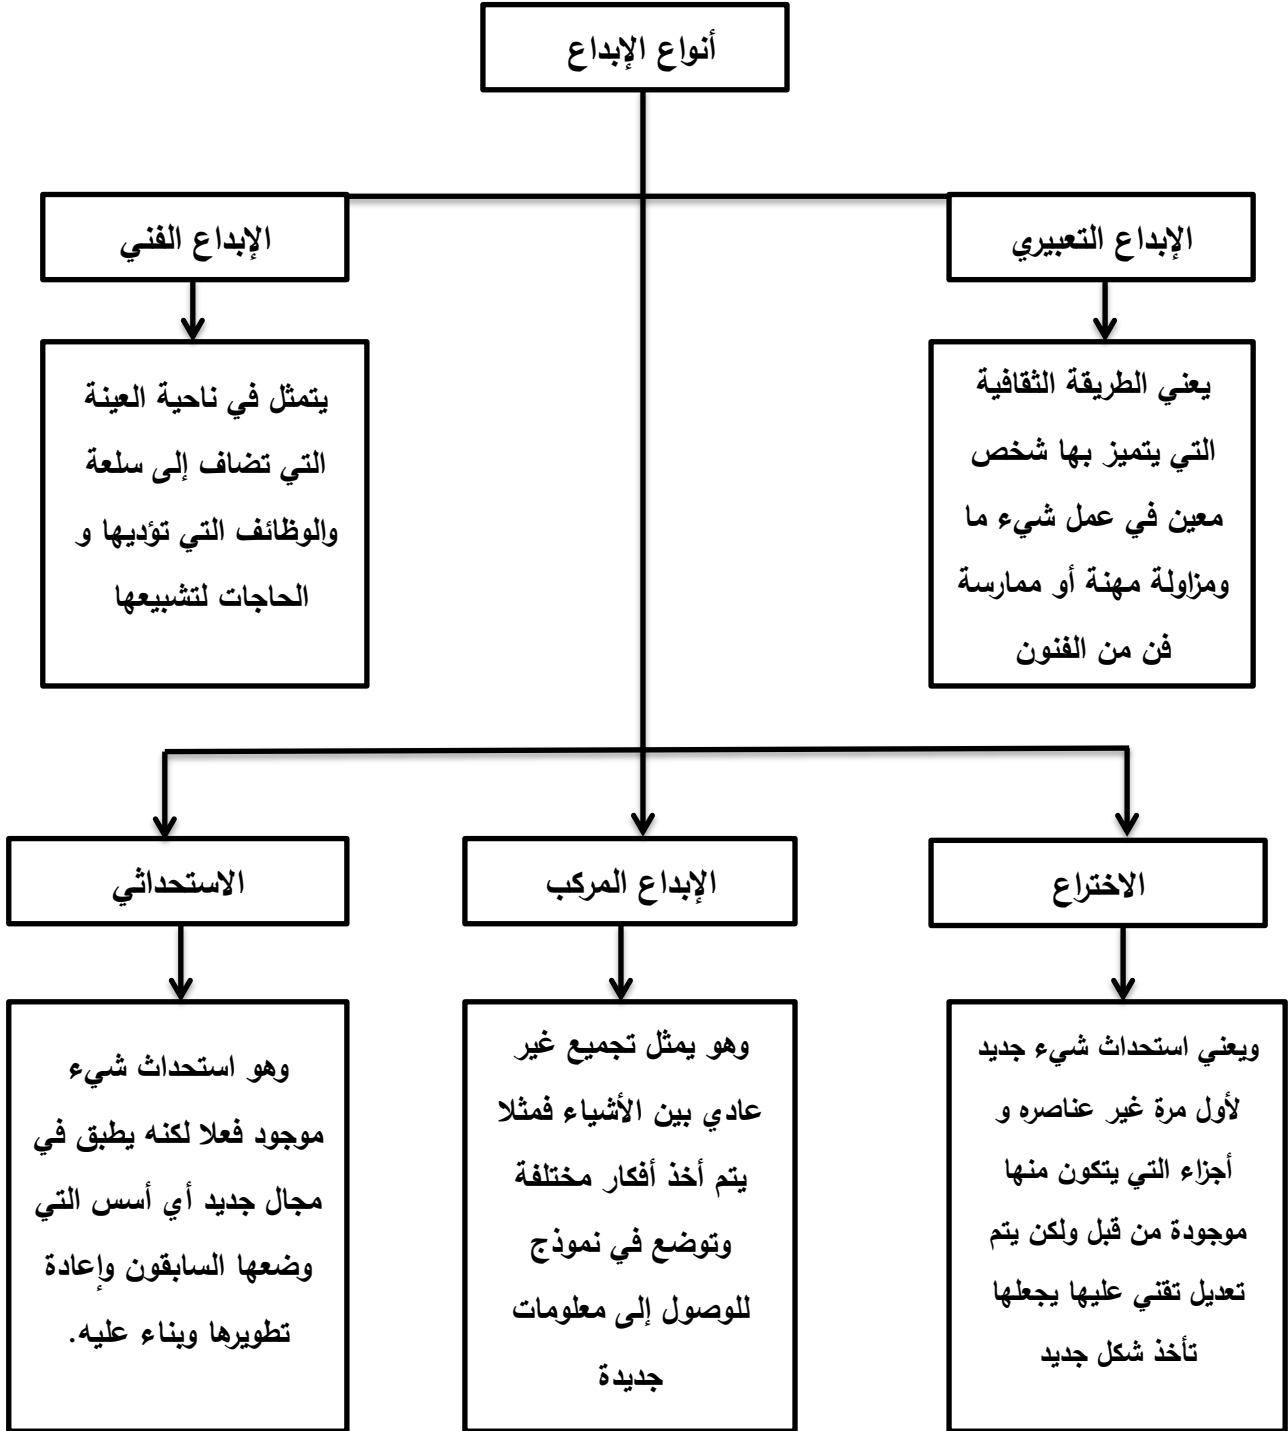 أنواع الإبداع
الإبداع التعبيري
الإبداع الفني
يعني الطريقة الثقافية
التي يتميز بها شخص
معين في عمل شيء ما
ومزاولة مهنة أو ممارسة
فن من الفنون
يتمثل في ناحية العينة
التي تضاف إلى سلعة
والوظائف التي تؤديها و
الحاجات لتشبيعها
الاختراع
الإبداع المركب
الاستحداثي
ويعني استحداث شيء جديد
لأول مرة غير عناصره و
أجزاء التي يتكون منها
موجودة من قبل ولكن يتم
تعديل تقني عليها يجعلها
تأخذ شكل جديد
وهو يمثل تجميع غير
عادي بين الأشياء فمثلا
يتم أخذ أفكار مختلفة
وتوضع في نموذج
للوصول إلى معلومات
جديدة
وهو استحداث شيء
موجود فعلا لكنه يطبق في
مجال جديد أي أسس التي
وضعها السابقون وإعادة
تطويرها وبناء عليه.